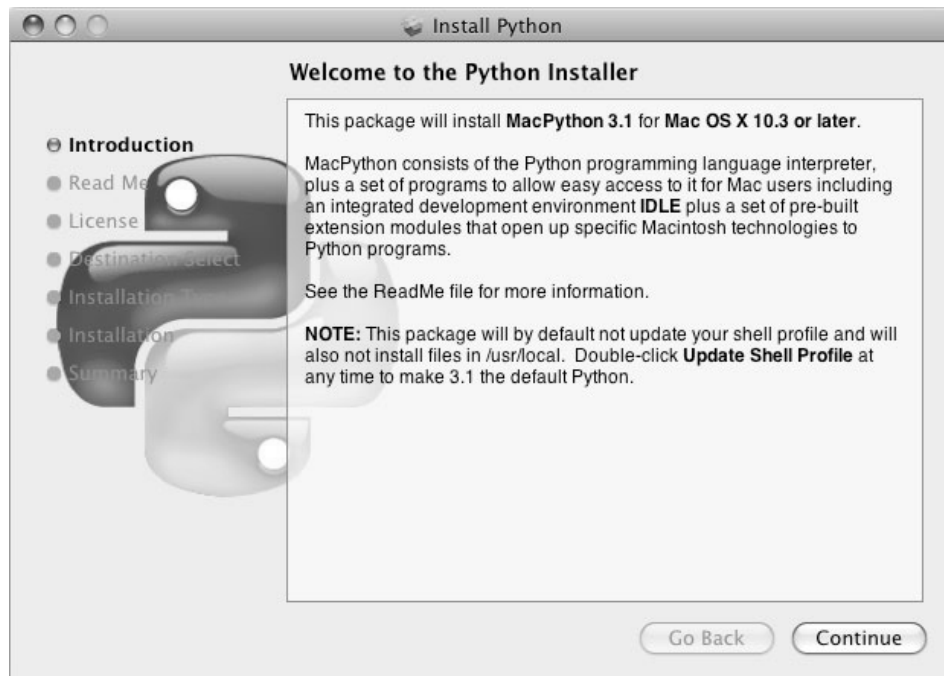 Install Python
Welcome to the Python Installer
Introduction
Read Me
License
Destination Select
Installation Type
Installation
Summary
This package will install MacPython 3.1 for Mac OS X 10.3 or later.
MacPython consists of the Python programming language interpreter,
plus a set of programs to allow easy access to it for Mac users including
an integrated development environment IDLE plus a set of pre-built
extension modules that open up specific Macintosh technologies to
Python programs.
See the ReadMe file for more information.
NOTE: This package will by default not update your shell profile and will
also not install files in /usr/local. Double-click Update Shell Profile at
any time to make 3.1 the default Python.
Go Back
Continue